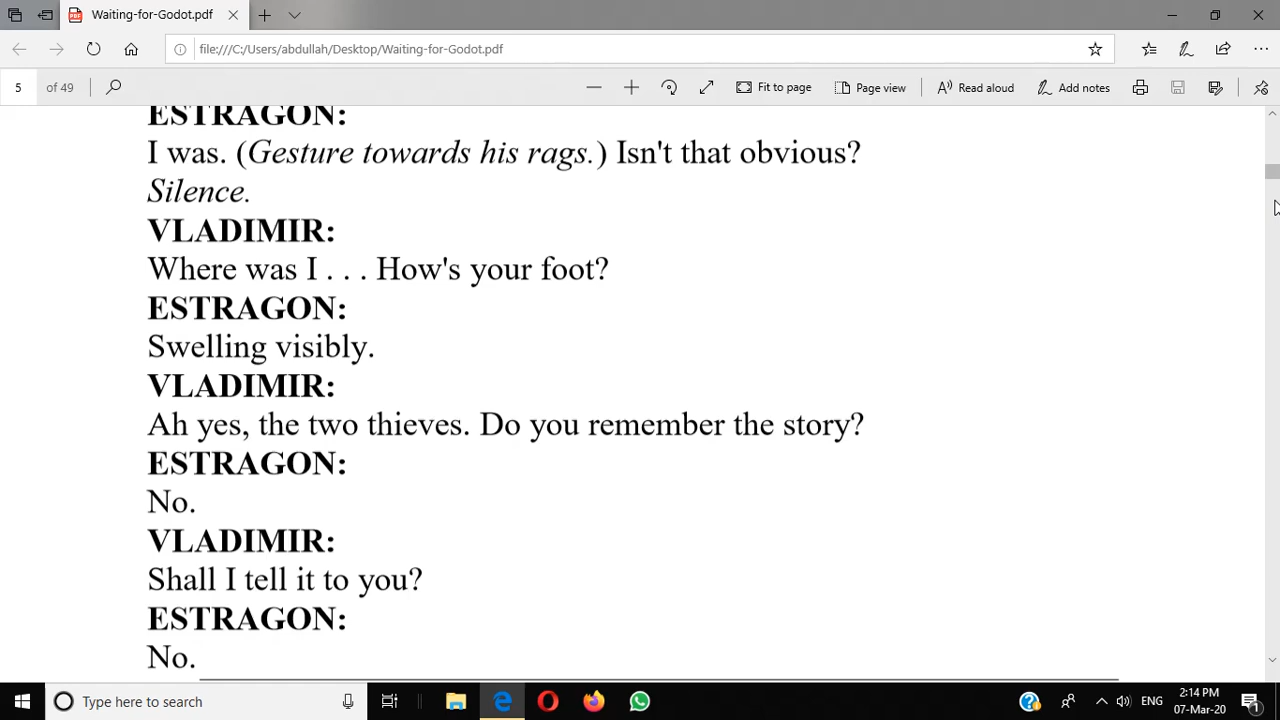 Waiting-for-Godot.pdf
file:///C:/Users/abdullah/Desktop/Waiting-for-Godot.pdf
5 of 49 Fit to page Page view Read aloud Add notes
ESTRAGON:
I was. (Gesture towards his rags.) Isn't that obvious?
Silence.
VLADIMIR:
Where was I . . . How's your foot?
ESTRAGON:
Swelling visibly.
VLADIMIR:
Ah yes, the two thieves. Do you remember the story?
ESTRAGON:
No.
VLADIMIR:
Shall I tell it to you?
ESTRAGON:
No.
Type here to search
ENG
2:14 PM
07-Mar-20
1